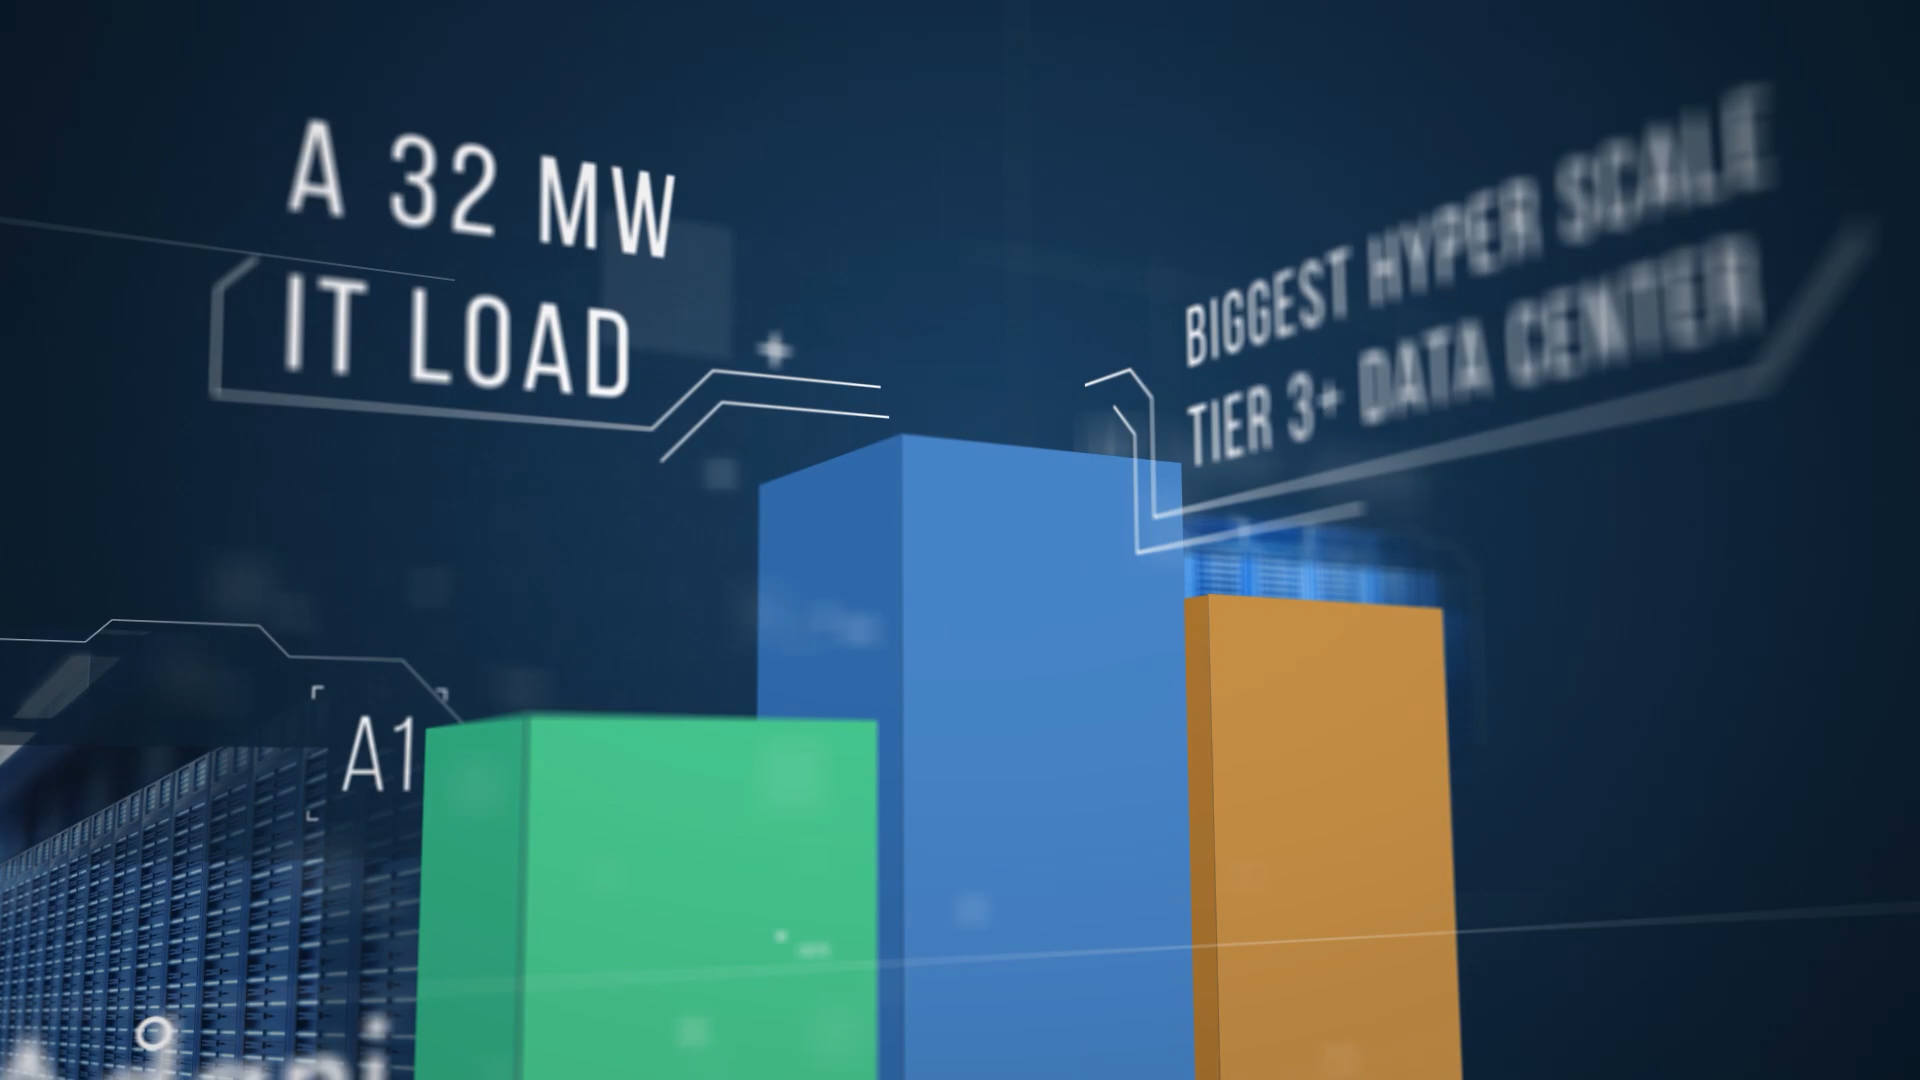 A 32 MW
IT LOAD
BIGGEST HYPER SCALE
TIER 3+ DATA CENTER
A1